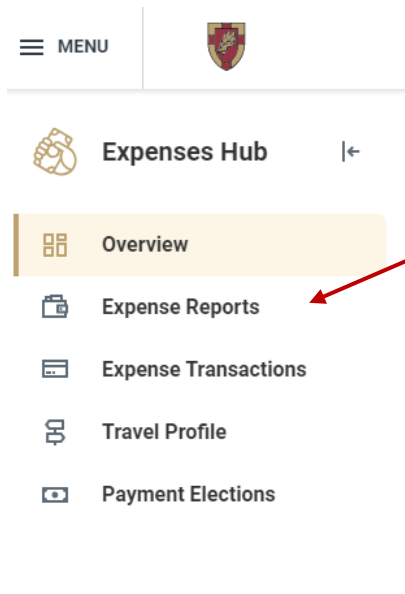 MENU
Expenses Hub
Overview
Expense Reports
Expense Transactions
Travel Profile
Payment Elections